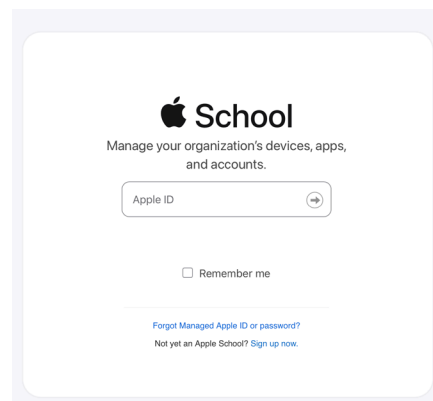 School
Manage your organization's devices, apps,
and accounts.
Apple ID
Remember me
Forgot Managed Apple ID or password?
Not yet an Apple School? Sign up now.